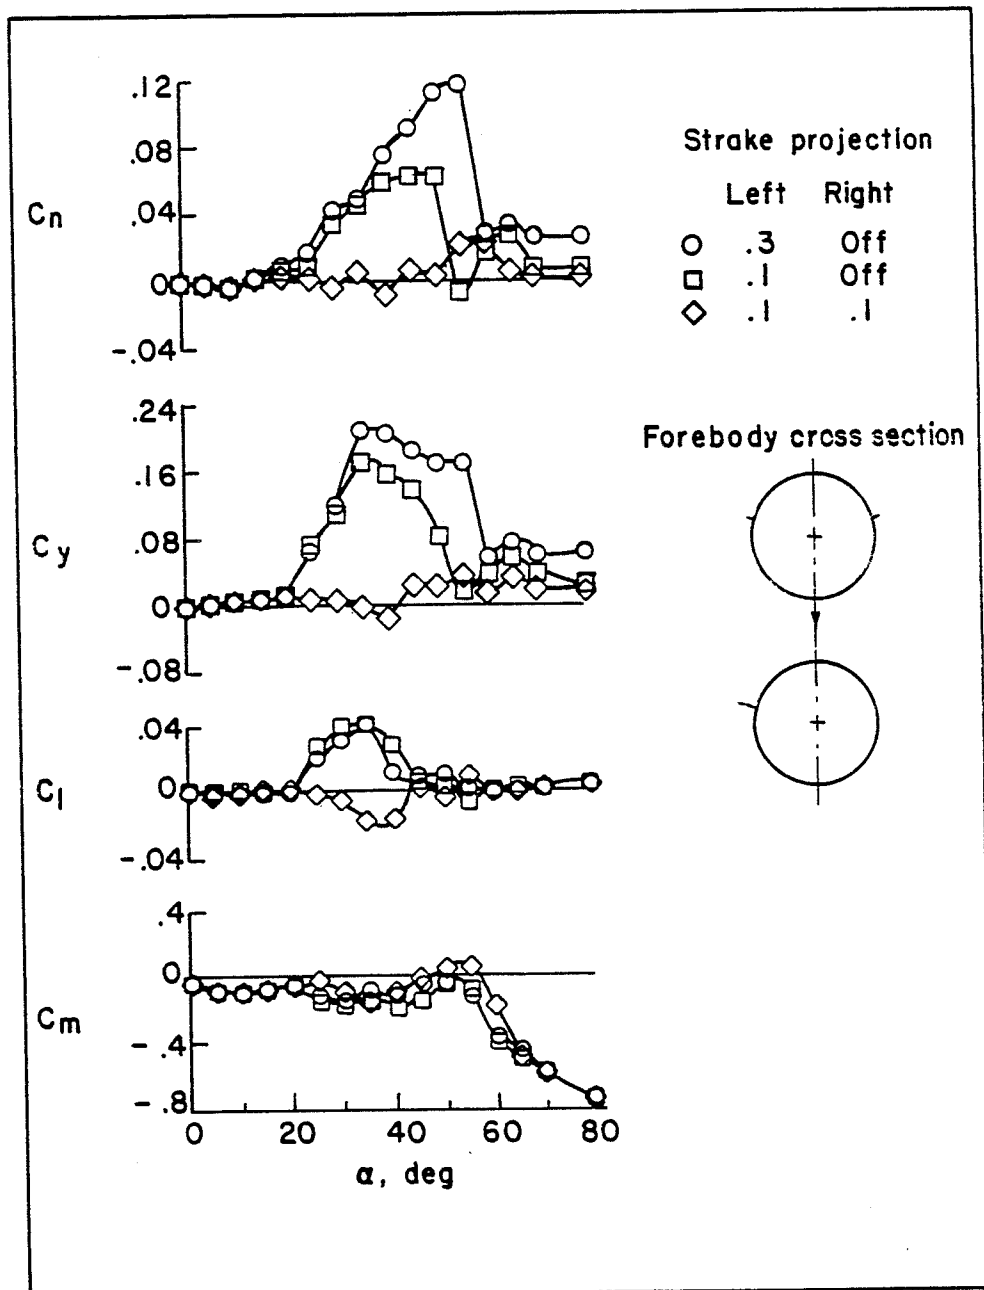 .12
.08
.04
0
-.04
Cn
Strake projection
Left Right
.3 Off
.1 Off
.1 .1
.24
.16
.08
0
-.08
Cy
Forebody cross section
.04
0
-.04
Cl
.4
0
-.4
-.8
Cm
0 20 40 60 80
α, deg